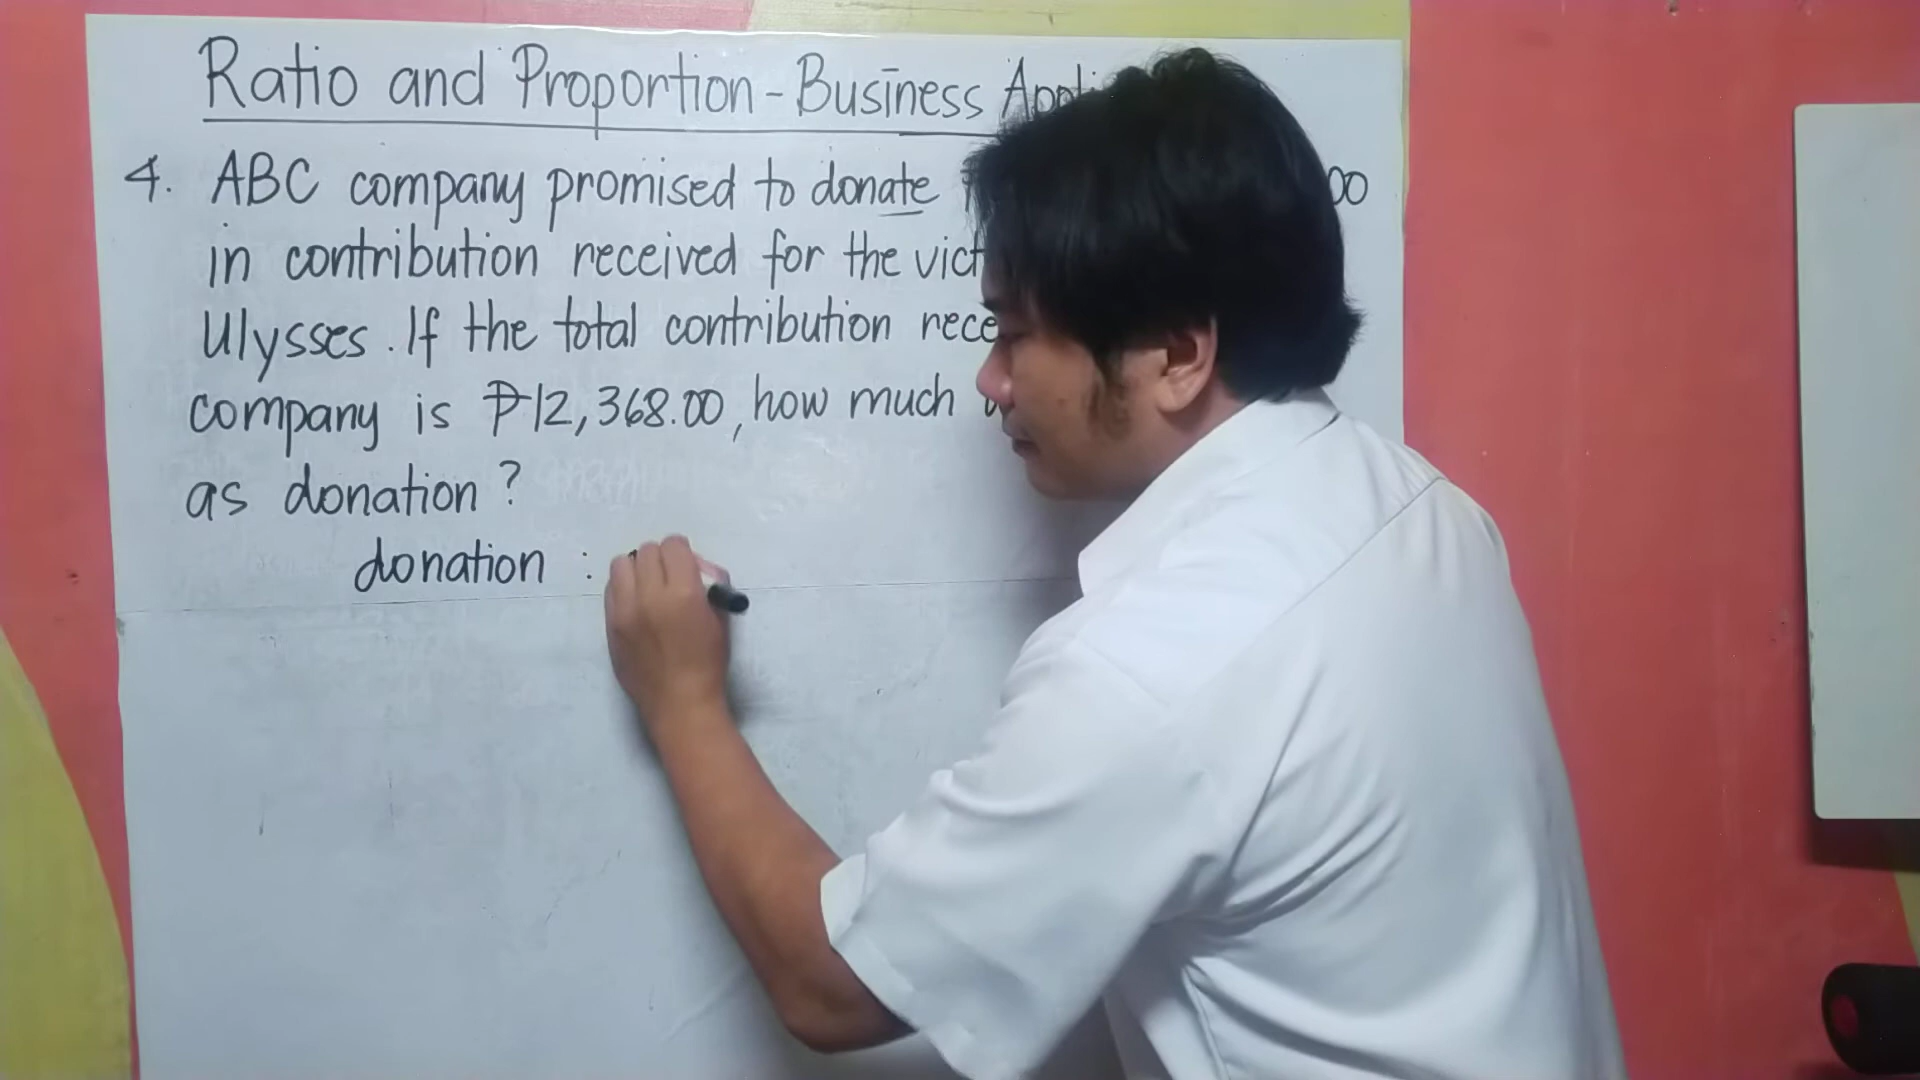 Ratio and Proportion - Business
4. ABC company promised to donate 00
in contribution received for the vict
Ulysses. If the total contribution rece
company is ₱12,368.00, how much
as donation?
donation :